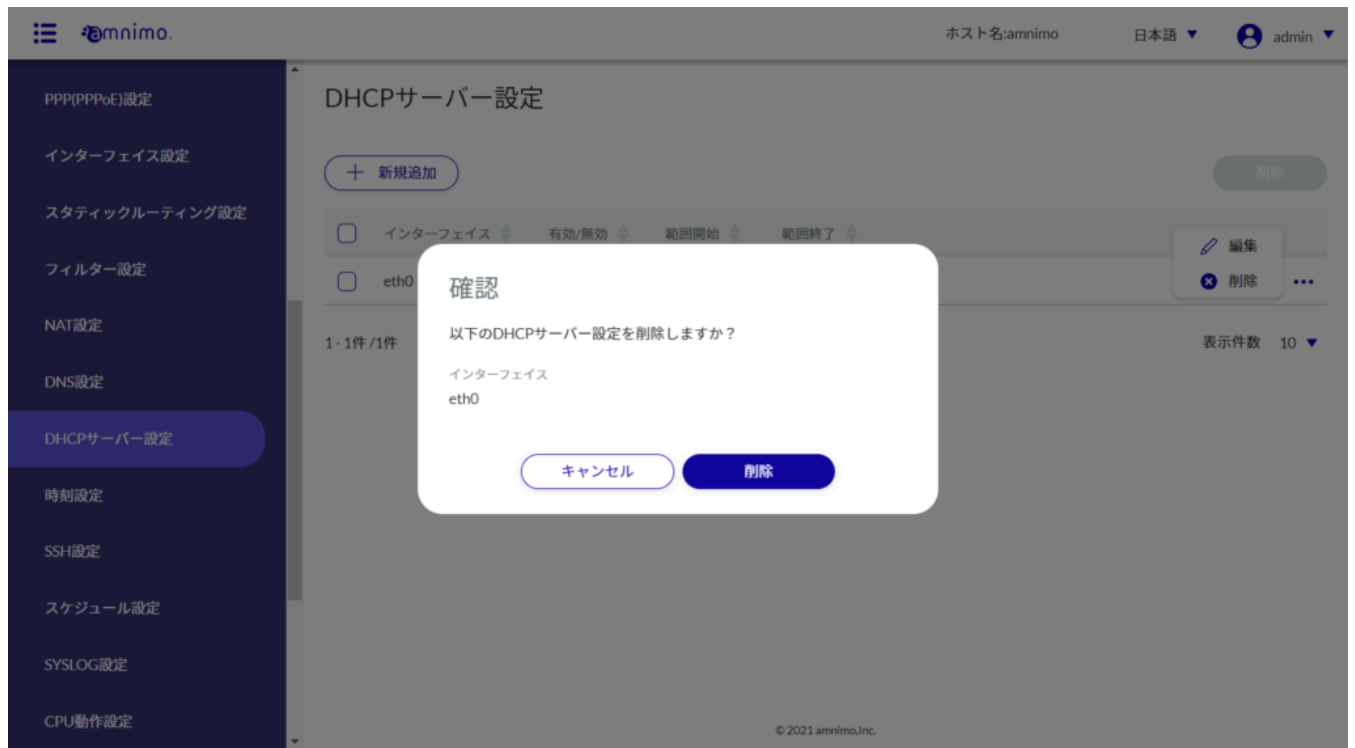 amnimo
ホスト名:amnimo
日本語
admin
PPP(PPPoE)設定
インターフェイス設定
スタティックルーティング設定
フィルター設定
NAT設定
DNS設定
DHCPサーバー設定
時刻設定
SSH設定
スケジュール設定
SYSLOG設定
CPU動作設定
DHCPサーバー設定
新規追加
削除
インターフェイス 有効/無効 範囲開始 範囲終了
編集
削除
eth0
1 - 1件 /1件
表示件数 10
確認
以下のDHCPサーバー設定を削除しますか？
インターフェイス
eth0
キャンセル
削除
© 2021 amnimo,Inc.